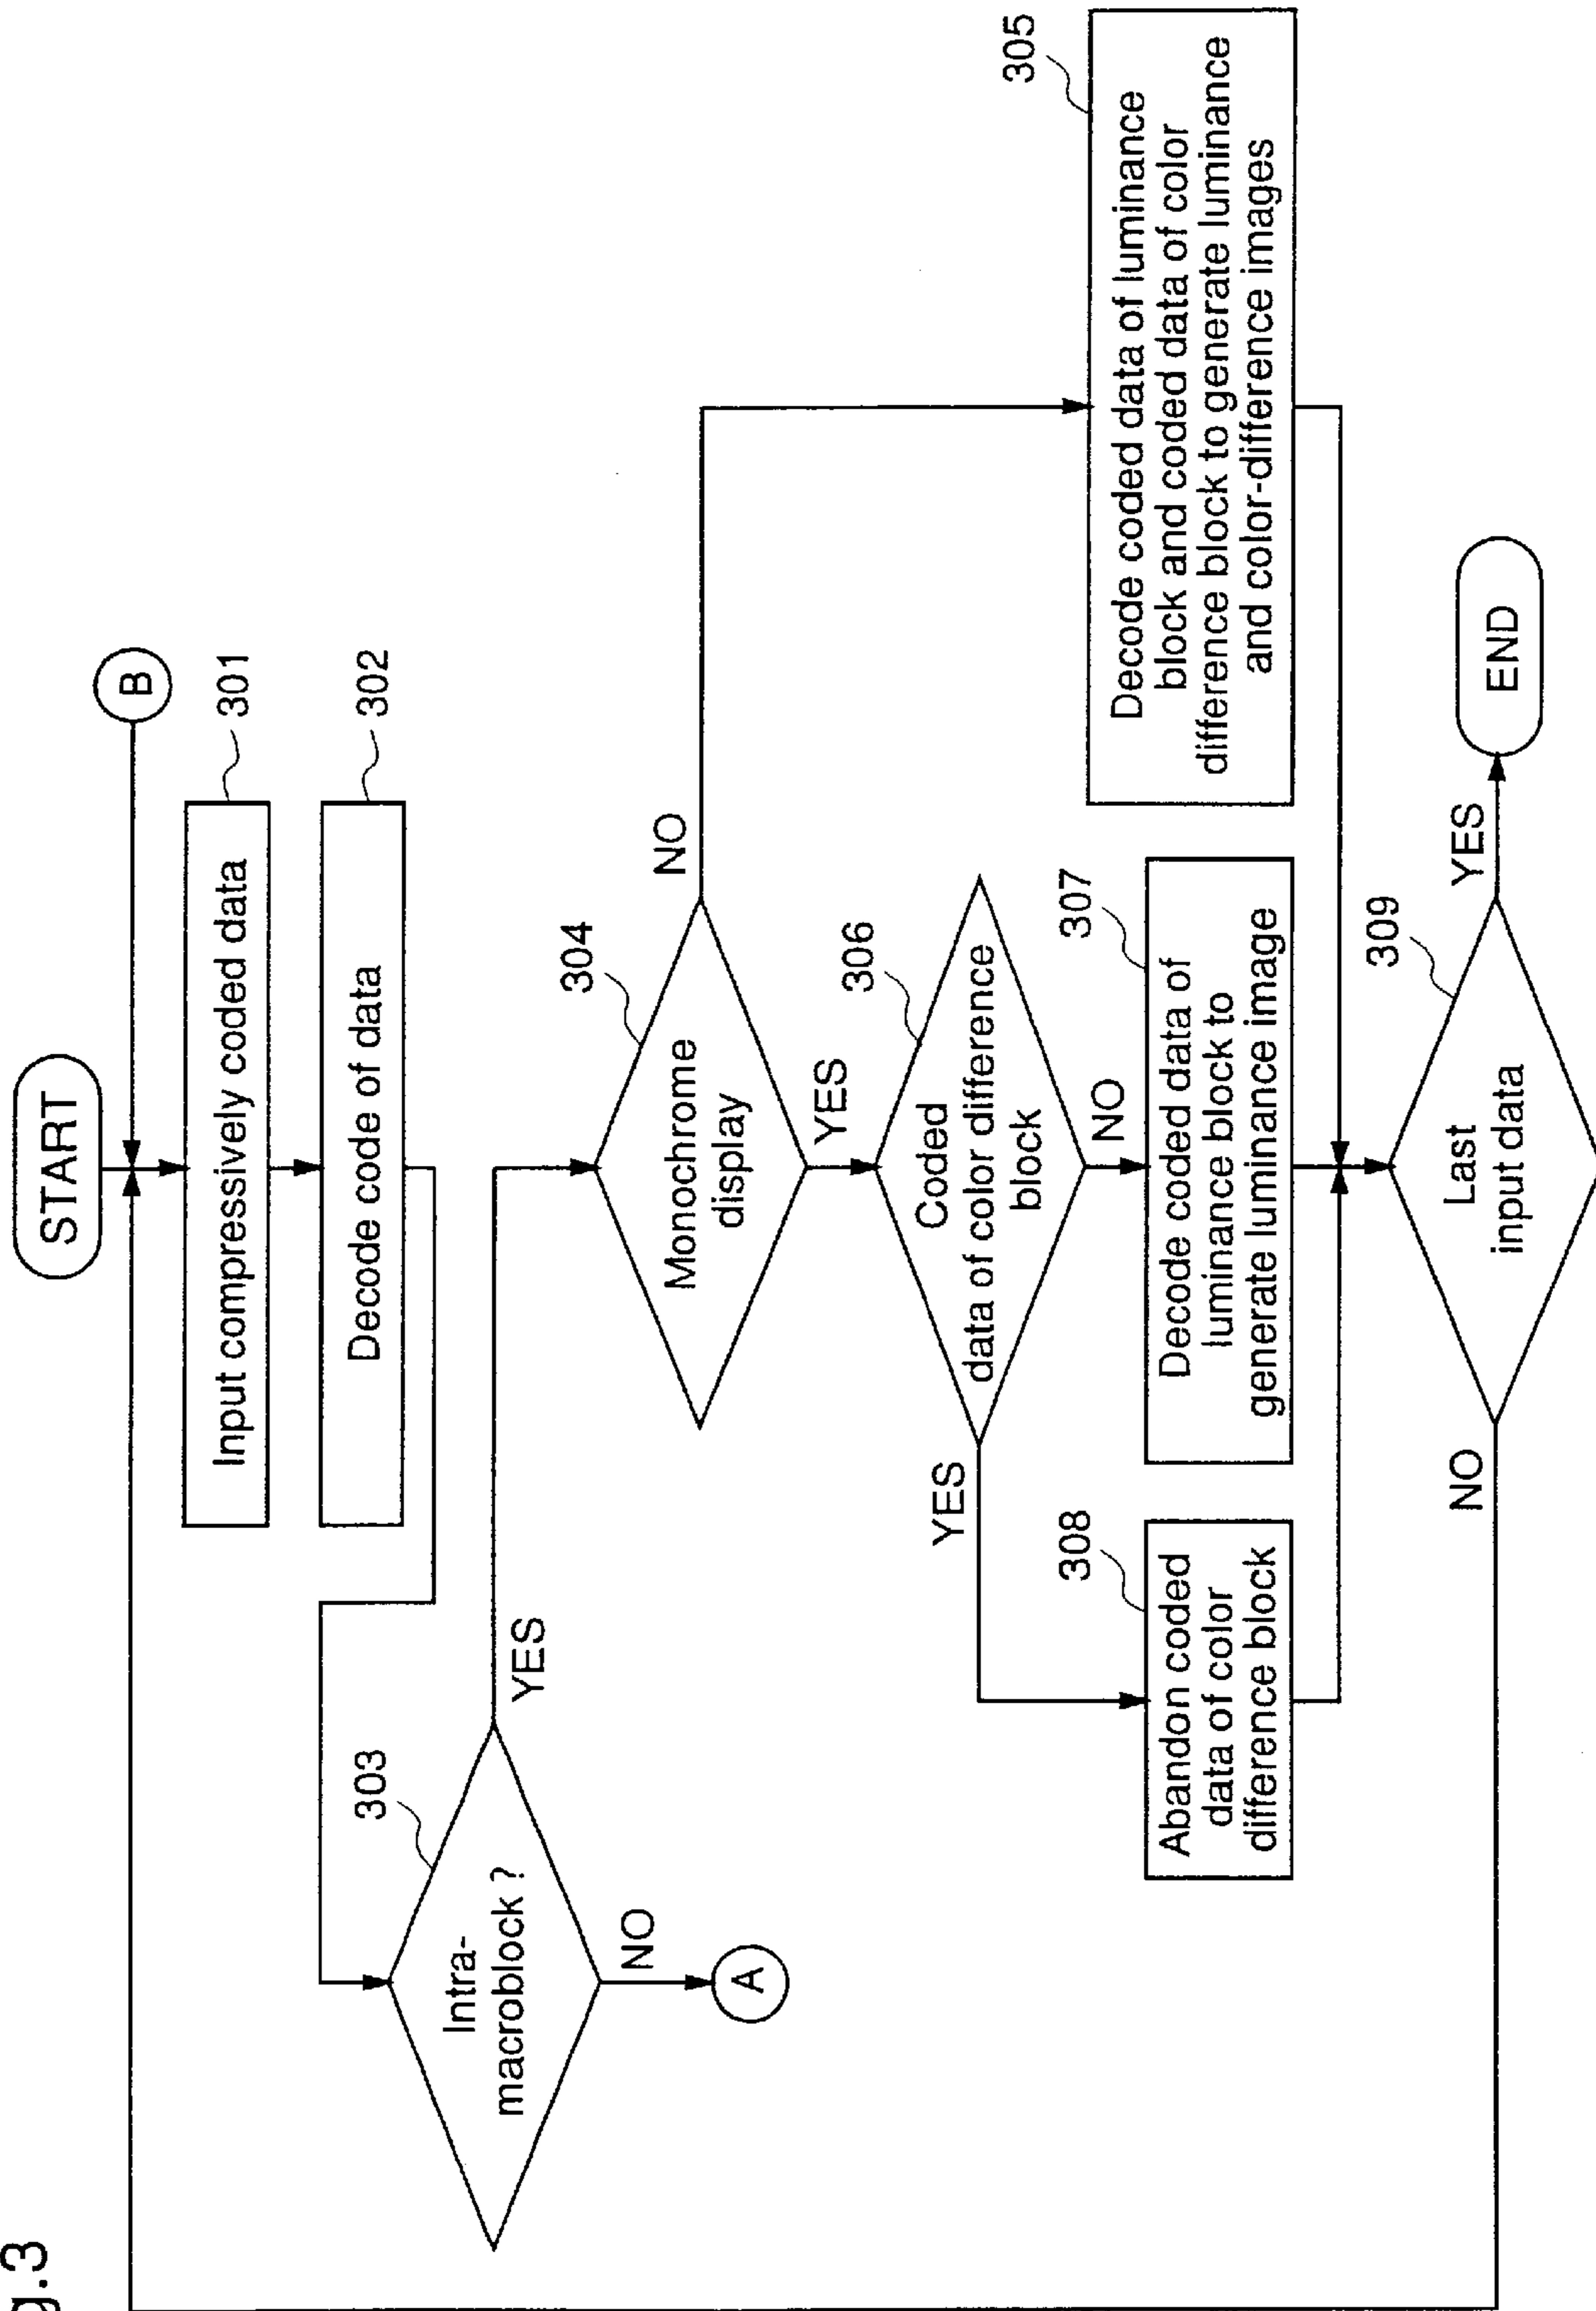 g.3
START
B
Input compressively coded data
301
Decode code of data
302
303
Intra-
macroblock ?
YES
NO
A
304
Monochrome
display
NO
YES
305
Decode coded data of luminance
block and coded data of color
difference block to generate luminance
and color-difference images
306
Coded
data of color difference
block
YES
NO
308
Abandon coded
data of color
difference block
307
Decode coded data of
luminance block to
generate luminance image
309
Last
input data
NO
YES
END